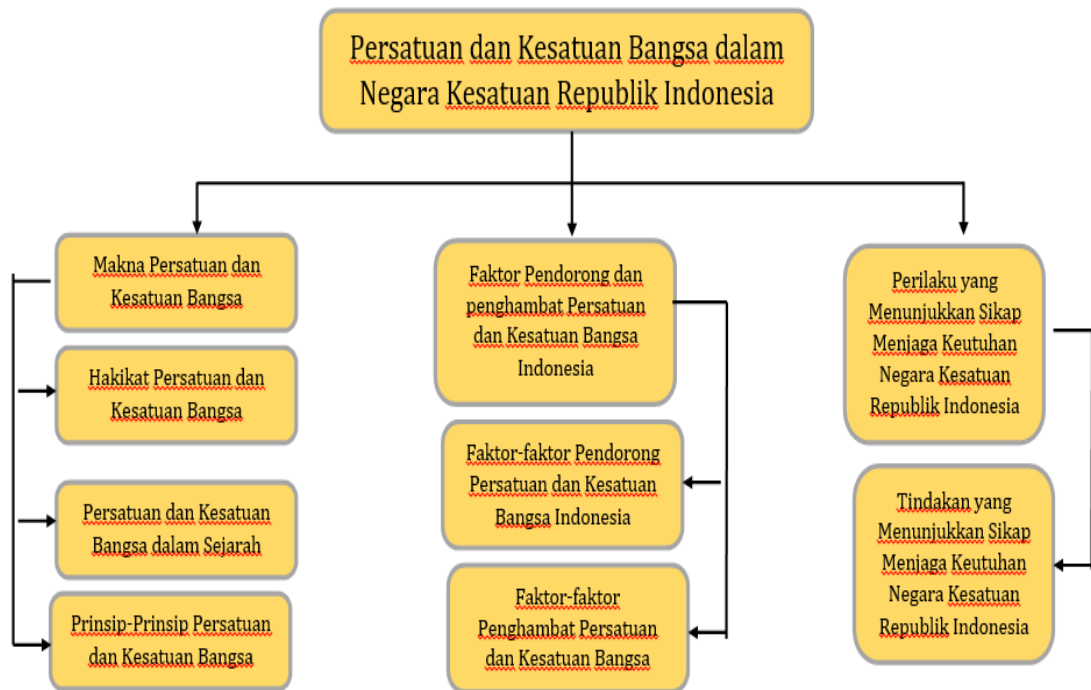 Persatuan dan Kesatuan Bangsa dalam
Negara Kesatuan Republik Indonesia
Makna Persatuan dan
Kesatuan Bangsa
Hakikat Persatuan dan
Kesatuan Bangsa
Persatuan dan Kesatuan
Bangsa dalam Sejarah
Prinsip-Prinsip Persatuan
dan Kesatuan Bangsa
Faktor Pendorong dan
penghambat Persatuan
dan Kesatuan Bangsa
Indonesia
Faktor-faktor Pendorong
Persatuan dan Kesatuan
Bangsa Indonesia
Faktor-faktor
Penghambat Persatuan
dan Kesatuan Bangsa
Perilaku yang
Menunjukkan Sikap
Menjaga Keutuhan
Negara Kesatuan
Republik Indonesia
Tindakan yang
Menunjukkan Sikap
Menjaga Keutuhan
Negara Kesatuan
Republik Indonesia